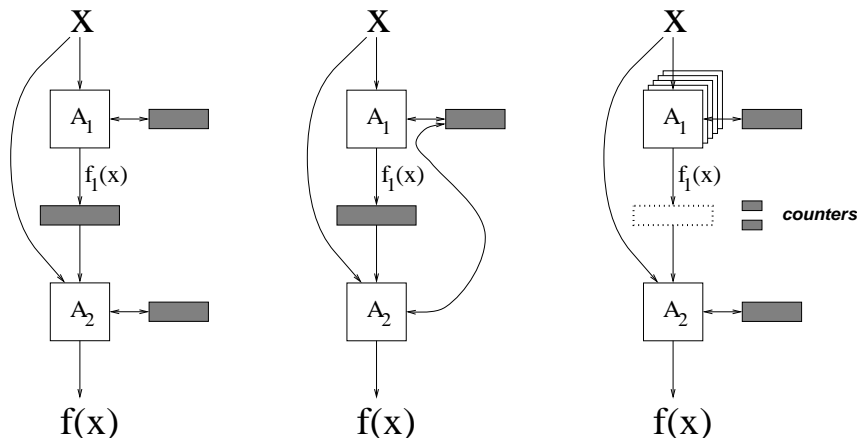 X
A1
f1(x)
A2
f(x)
X
A1
f1(x)
A2
f(x)
X
A1
f1(x)
counters
A2
f(x)